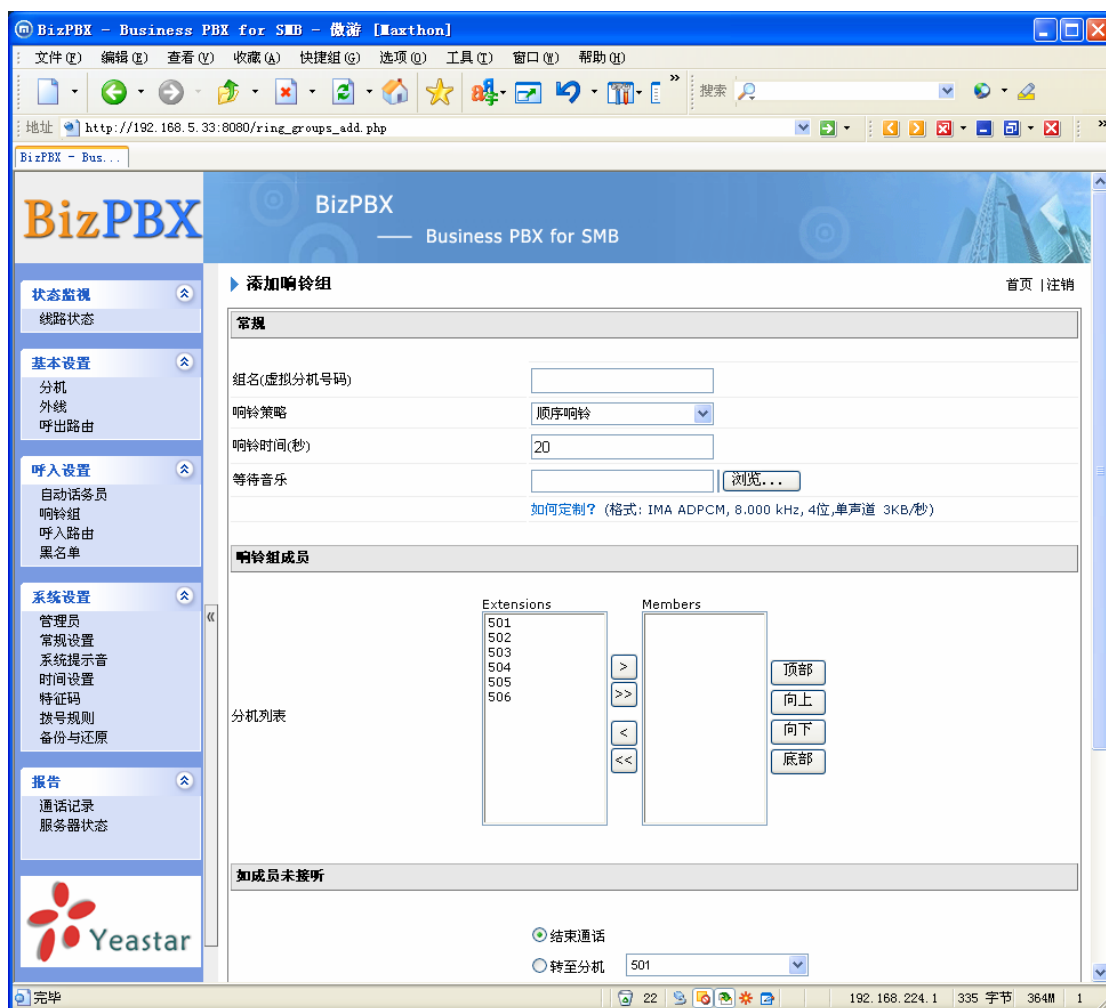 BizPBX - Business PBX for SMB - 傲游 [Maxthon]
文件(F) 编辑(E) 查看(V) 收藏(A) 快捷组(G) 选项(O) 工具(T) 窗口(W) 帮助(H)
搜索
地址 http://192.168.5.33:8080/ring_groups_add.php
BizPBX - Bus...
BizPBX
BizPBX
—— Business PBX for SMB
添加响铃组
首页 |注销
状态监视
线路状态
基本设置
分机
外线
呼出路由
呼入设置
自动话务员
响铃组
呼入路由
黑名单
系统设置
管理员
常规设置
系统提示音
时间设置
特征码
拨号规则
备份与还原
报告
通话记录
服务器状态
Yeastar
常规
组名(虚拟分机号码)
响铃策略 顺序响铃
响铃时间(秒) 20
等待音乐 浏览...
如何定制? (格式: IMA ADPCM, 8.000 kHz, 4位,单声道 3KB/秒)
响铃组成员
Extensions Members
501
502
503
504
505
506
分机列表
>
>>
<
<<
顶部
向上
向下
底部
如成员未接听
结束通话
转至分机 501
完毕 22 192.168.224.1 335 字节 364M 1